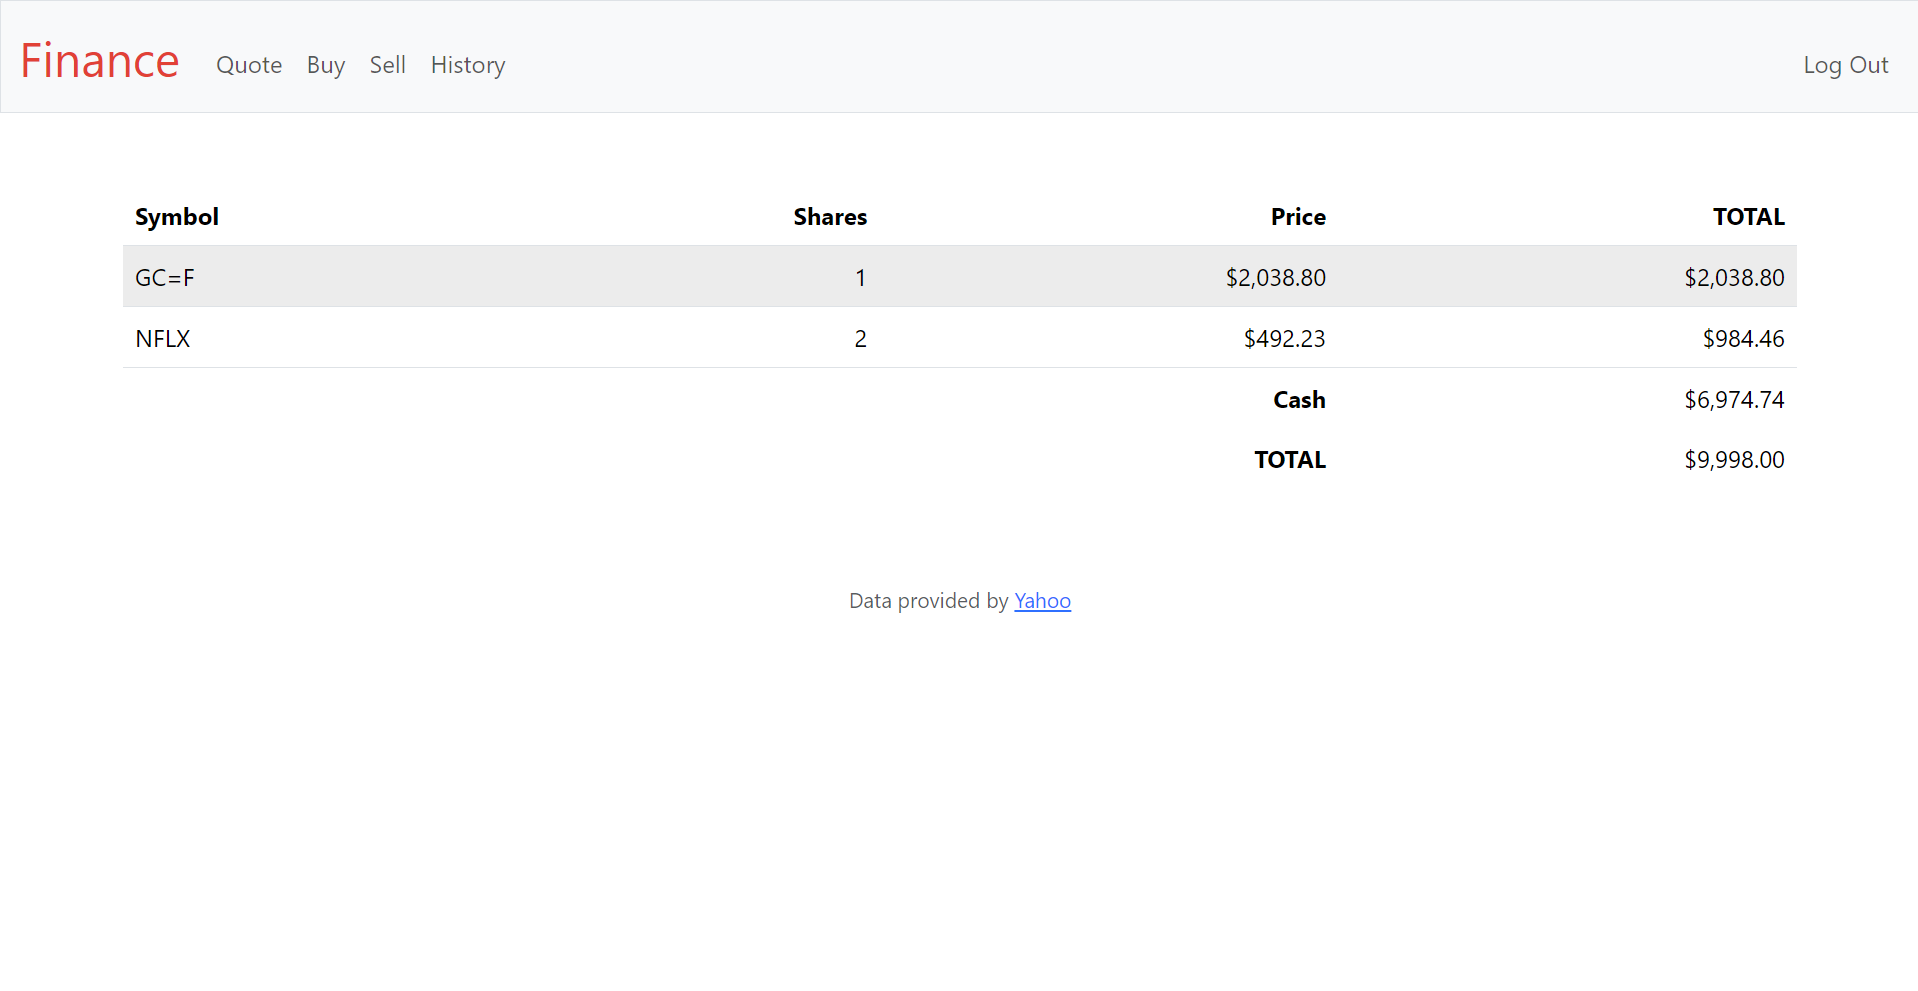 Finance Quote Buy Sell History Log Out
Symbol Shares Price TOTAL
GC=F 1 $2,038.80 $2,038.80
NFLX 2 $492.23 $984.46
Cash $6,974.74
TOTAL $9,998.00
Data provided by Yahoo